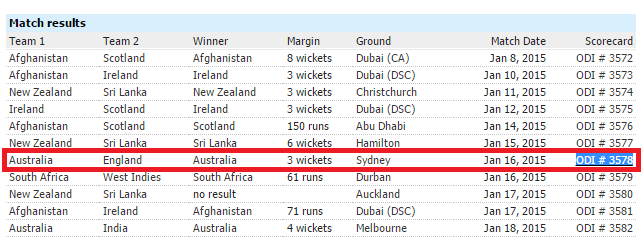 Match results
Team 1 Team 2 Winner Margin Ground Match Date Scorecard
Afghanistan Scotland Afghanistan 8 wickets Dubai (CA) Jan 8, 2015 ODI # 3572
Afghanistan Ireland Ireland 3 wickets Dubai (DSC) Jan 10, 2015 ODI # 3573
New Zealand Sri Lanka New Zealand 3 wickets Christchurch Jan 11, 2015 ODI # 3574
Ireland Scotland Ireland 3 wickets Dubai (DSC) Jan 12, 2015 ODI # 3575
Afghanistan Scotland Scotland 150 runs Abu Dhabi Jan 14, 2015 ODI # 3576
New Zealand Sri Lanka Sri Lanka 6 wickets Hamilton Jan 15, 2015 ODI # 3577
Australia England Australia 3 wickets Sydney Jan 16, 2015 ODI # 3578
South Africa West Indies South Africa 61 runs Durban Jan 16, 2015 ODI # 3579
New Zealand Sri Lanka no result Auckland Jan 17, 2015 ODI # 3580
Afghanistan Ireland Afghanistan 71 runs Dubai (DSC) Jan 17, 2015 ODI # 3581
Australia India Australia 4 wickets Melbourne Jan 18, 2015 ODI # 3582